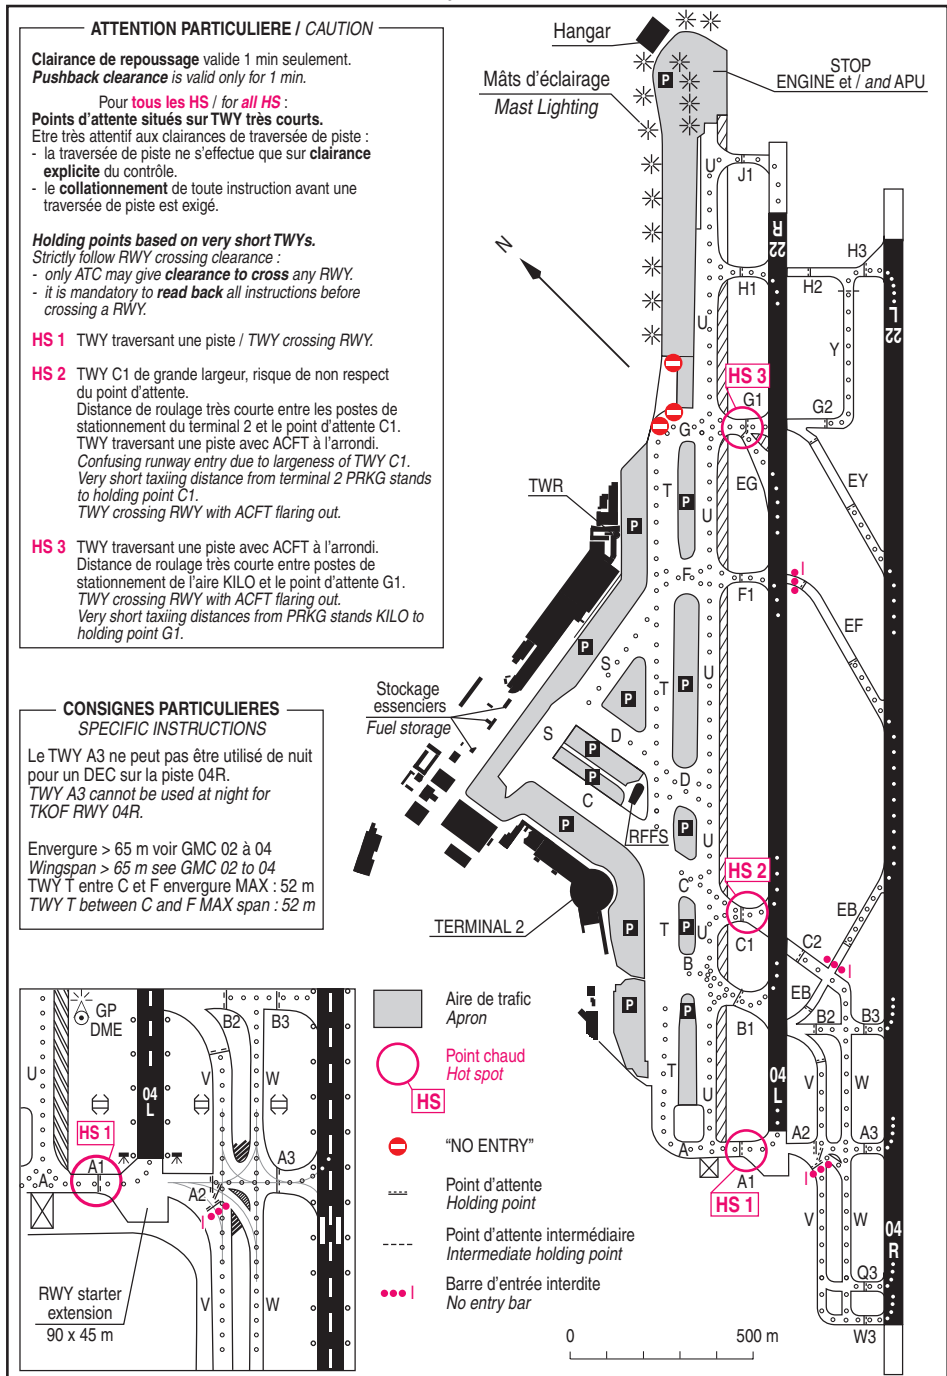 ATTENTION PARTICULIERE / CAUTION
Clairance de repoussage valide 1 min seulement.
Pushback clearance is valid only for 1 min.
Pour tous les HS / for all HS :
Points d'attente situés sur TWY très courts.
Etre très attentif aux clairances de traversée de piste :
- la traversée de piste ne s'effectue que sur clairance
explicite du contrôle.
- le collationnement de toute instruction avant une
traversée de piste est exigé.
Holding points based on very short TWYs.
Strictly follow RWY crossing clearance :
- only ATC may give clearance to cross any RWY.
- it is mandatory to read back all instructions before
crossing a RWY.
HS 1 TWY traversant une piste / TWY crossing RWY.
HS 2 TWY C1 de grande largeur, risque de non respect
du point d'attente.
Distance de roulage très courte entre les postes de
stationnement du terminal 2 et le point d'attente C1.
TWY traversant une piste avec ACFT à l'arrondi.
Confusing runway entry due to largeness of TWY C1.
Very short taxiing distance from terminal 2 PRKG stands
to holding point C1.
TWY crossing RWY with ACFT flaring out.
HS 3 TWY traversant une piste avec ACFT à l'arrondi.
Distance de roulage très courte entre postes de
stationnement de l'aire KILO et le point d'attente G1.
TWY crossing RWY with ACFT flaring out.
Very short taxiing distances from PRKG stands KILO to
holding point G1.
CONSIGNES PARTICULIERES
SPECIFIC INSTRUCTIONS
Le TWY A3 ne peut pas être utilisé de nuit
pour un DEC sur la piste 04R.
TWY A3 cannot be used at night for
TKOF RWY 04R.
Envergure > 65 m voir GMC 02 à 04
Wingspan > 65 m see GMC 02 to 04
TWY T entre C et F envergure MAX : 52 m
TWY T between C and F MAX span : 52 m
Hangar
Mâts d'éclairage
Mast Lighting
STOP
ENGINE et / and APU
P
N
U
J1
22
R
H3
H1
H2
22
L
U
Y
HS 3
G1
G2
G
EG
EY
TWR
P
T
P
U
F
F1
I
EF
P
S
T
P
U
P
Stockage
essenciers
Fuel storage
S
P
D
P
C
D
P
RFFS
P
U
HS 2
TERMINAL 2
C
P
T
P
U
C1
C2
EB
I
B
EB
P
P
B1
B2
B3
T
U
04
L
V
W
A
A1
A2
A3
HS 1
I
V
W
04
R
Q3
W3
GP
DME
B2
B3
U
V
W
04
L
HS 1
A
A1
A2
A3
I
V
W
RWY starter
extension
90 x 45 m
Aire de trafic
Apron
Point chaud
Hot spot
HS
"NO ENTRY"
Point d'attente
Holding point
Point d'attente intermédiaire
Intermediate holding point
I
Barre d'entrée interdite
No entry bar
0
500 m